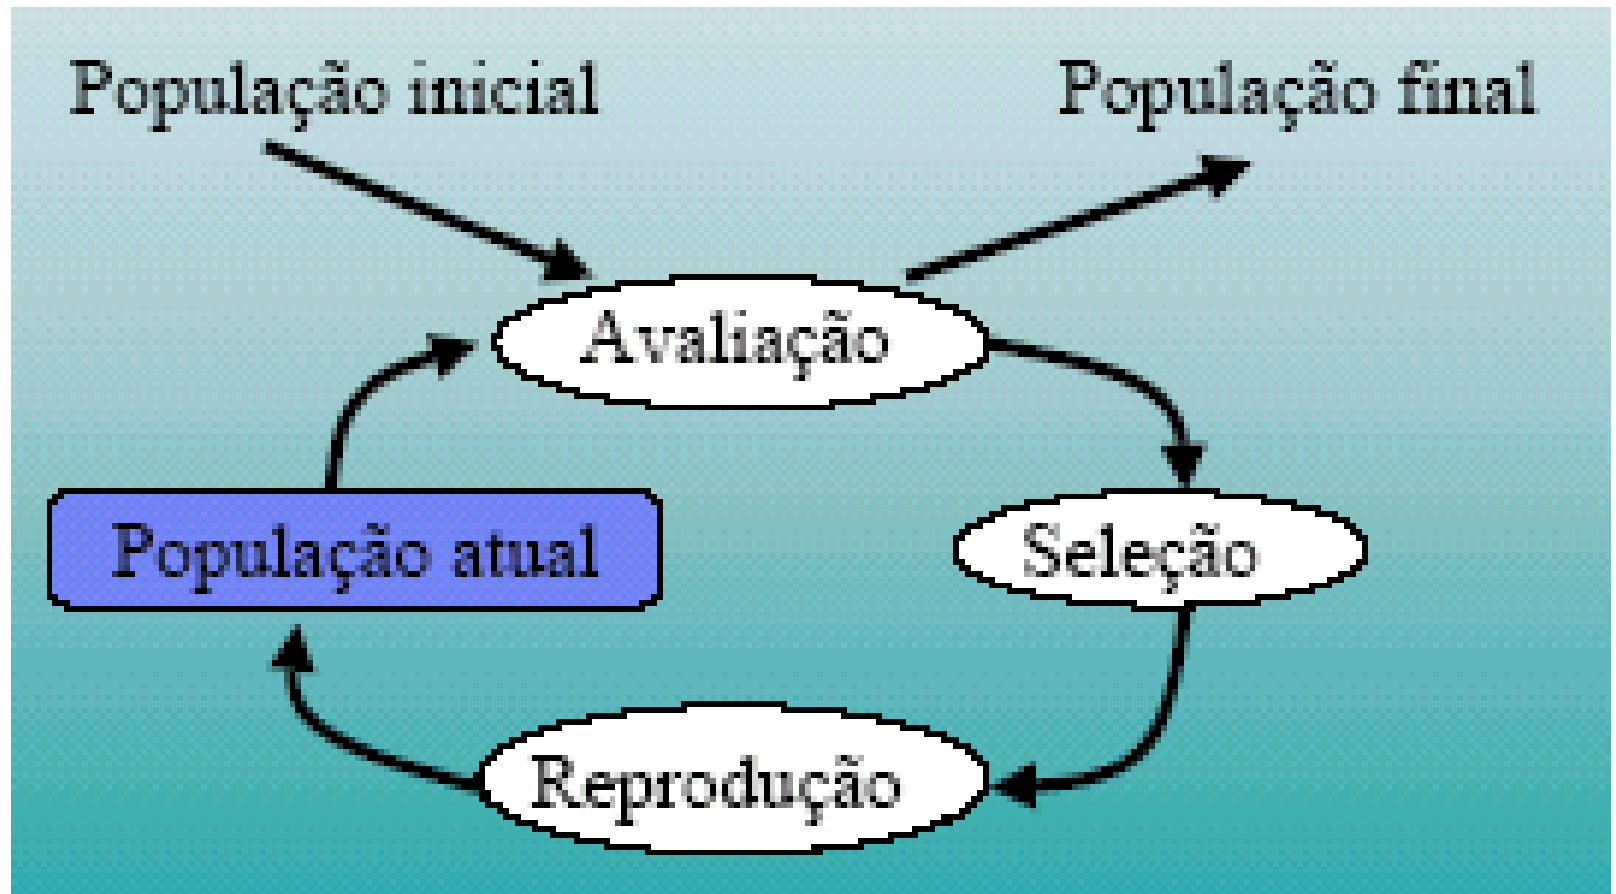 População inicial
População final
Avaliação
População atual
Seleção
Reprodução